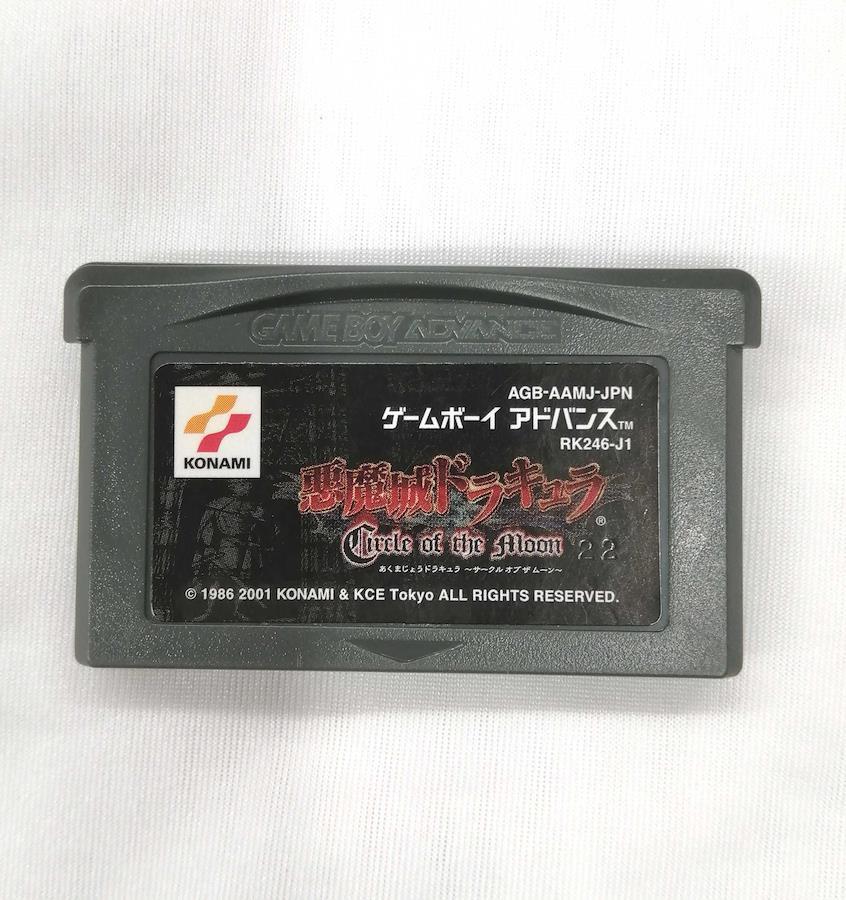 GAME BOY ADVANCE
AGB-AAMJ-JPN
ゲームボーイ アドバンス™
RK246-J1
KONAMI
悪魔城ドラキュラ®
Circle of the Moon 22
あくまじょうドラキュラ ～サークル オブ ザ ムーン～
© 1986 2001 KONAMI & KCE Tokyo ALL RIGHTS RESERVED.